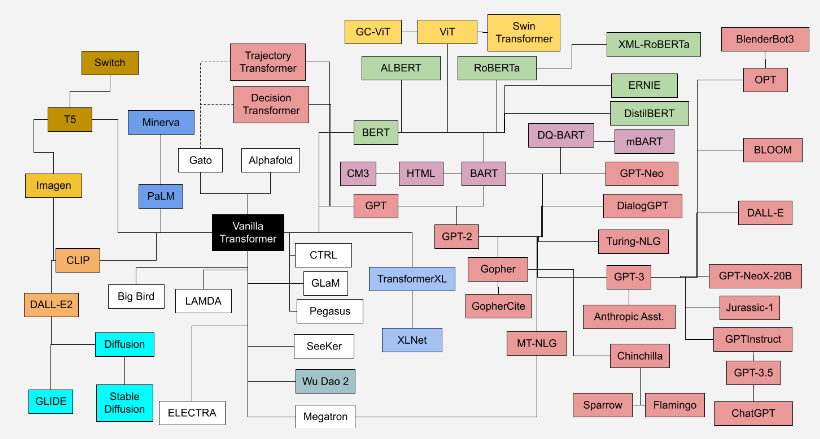 GC-ViT
ViT
Swin
Transformer
BlenderBot3
XML-RoBERTa
Switch
Trajectory
Transformer
ALBERT
RoBERTa
OPT
ERNIE
Decision
Transformer
DistilBERT
T5
Minerva
BERT
DQ-BART
mBART
BLOOM
Gato
Alphafold
CM3
HTML
BART
GPT-Neo
Imagen
PaLM
GPT
DialogGPT
DALL-E
Vanilla
Transformer
GPT-2
Turing-NLG
CLIP
CTRL
Gopher
GPT-3
GPT-NeoX-20B
TransformerXL
GLaM
Big Bird
LAMDA
DALL-E2
GopherCite
Jurassic-1
Pegasus
Anthropic Asst.
XLNet
MT-NLG
GPTInstruct
Diffusion
SeeKer
Chinchilla
GPT-3.5
Wu Dao 2
GLIDE
Stable
Diffusion
ELECTRA
Megatron
Sparrow
Flamingo
ChatGPT